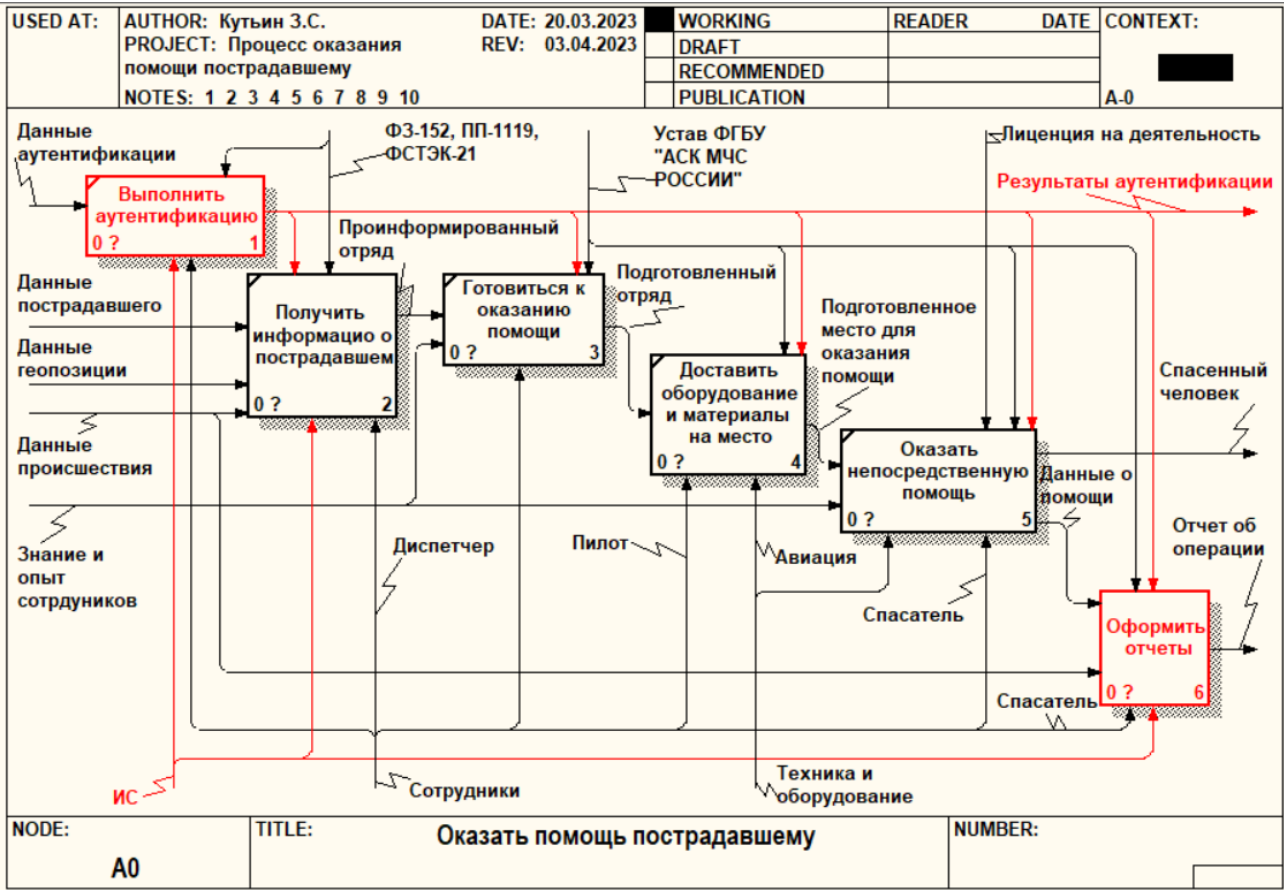 USED AT:
AUTHOR: Кутьин З.С.
DATE: 20.03.2023
PROJECT: Процесс оказания
REV: 03.04.2023
помощи пострадавшему
NOTES: 1 2 3 4 5 6 7 8 9 10
WORKING
DRAFT
RECOMMENDED
PUBLICATION
READER
DATE
CONTEXT:
A-0
Данные
аутентификации
ФЗ-152, ПП-1119,
ФСТЭК-21
Устав ФГБУ
"АСК МЧС
РОССИИ"
Лиценция на деятельность
Результаты аутентификации
Выполнить
аутентификацию
0 ?
1
Проинформированный
отряд
Данные
пострадавшего
Данные
геопозиции
Данные
происшествия
Получить
информацио о
пострадавшем
0 ?
2
Готовиться к
оказанию
помощи
0 ?
3
Подготовленный
отряд
Доставить
оборудование
и материалы
на место
0 ?
4
Подготовленное
место для
оказания
помощи
Оказать
непосредственную
помощь
0 ?
5
Спасенный
человек
Данные о
помощи
Отчет об
операции
Знание и
опыт
сотрдуников
Диспетчер
Пилот
Авиация
Спасатель
Оформить
отчеты
0 ?
6
Спасатель
ИС
Сотрудники
Техника и
оборудование
NODE:
A0
TITLE:
Оказать помощь пострадавшему
NUMBER: